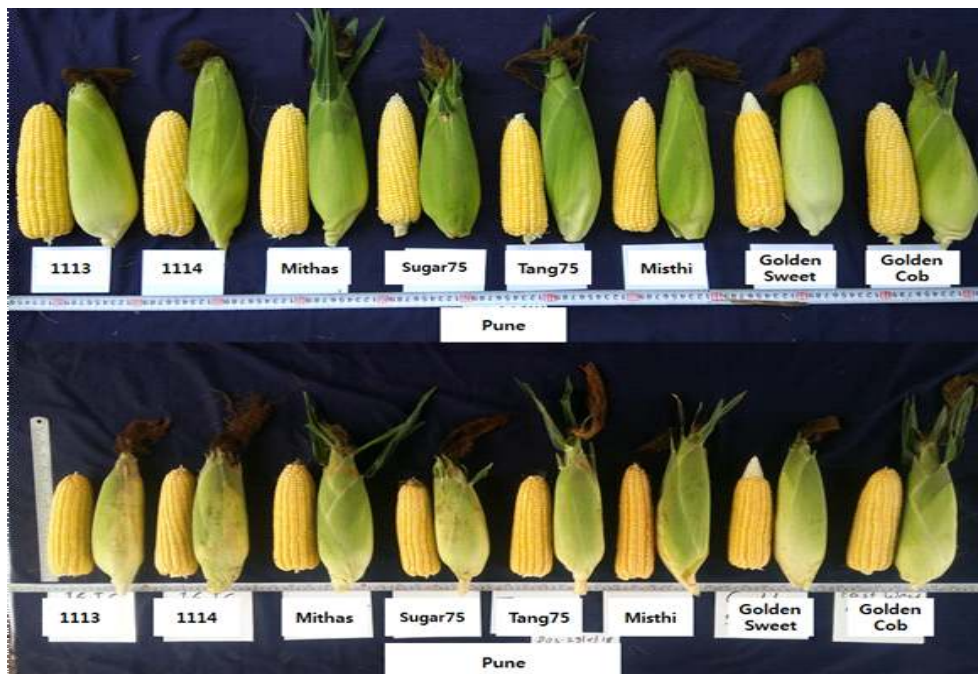 1113
1114
Mithas
Sugar75
Tang75
Misthi
Golden
Sweet
Golden
Cob
Pune
1113
1114
Mithas
Sugar75
Tang75
Misthi
Golden
Sweet
Golden
Cob
Pune